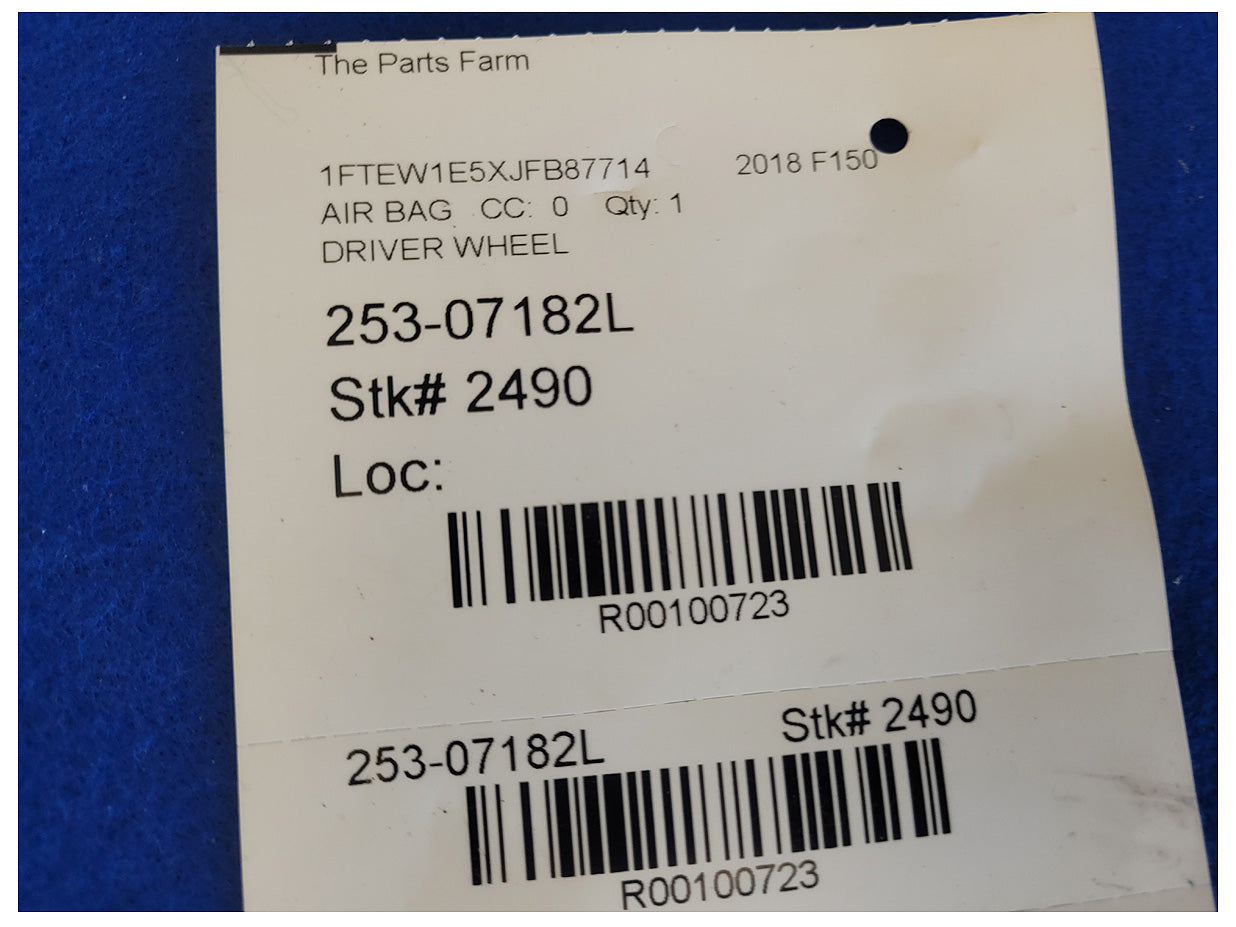 The Parts Farm
1FTEW1E5XJFB87714 2018 F150
AIR BAG CC: 0 Qty: 1
DRIVER WHEEL
253-07182L
Stk# 2490
Loc:
R00100723
253-07182L Stk# 2490
R00100723